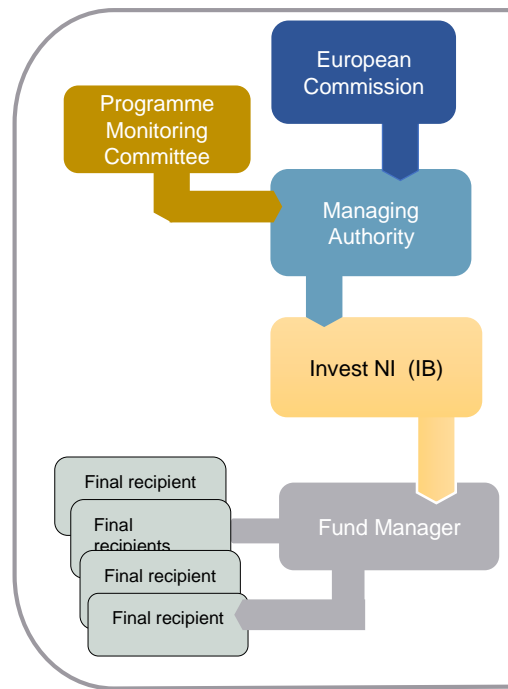 European
Commission
Programme
Monitoring
Committee
Managing
Authority
Invest NI (IB)
Final recipient
Final
recipients
Fund Manager
Final recipient
Final recipient